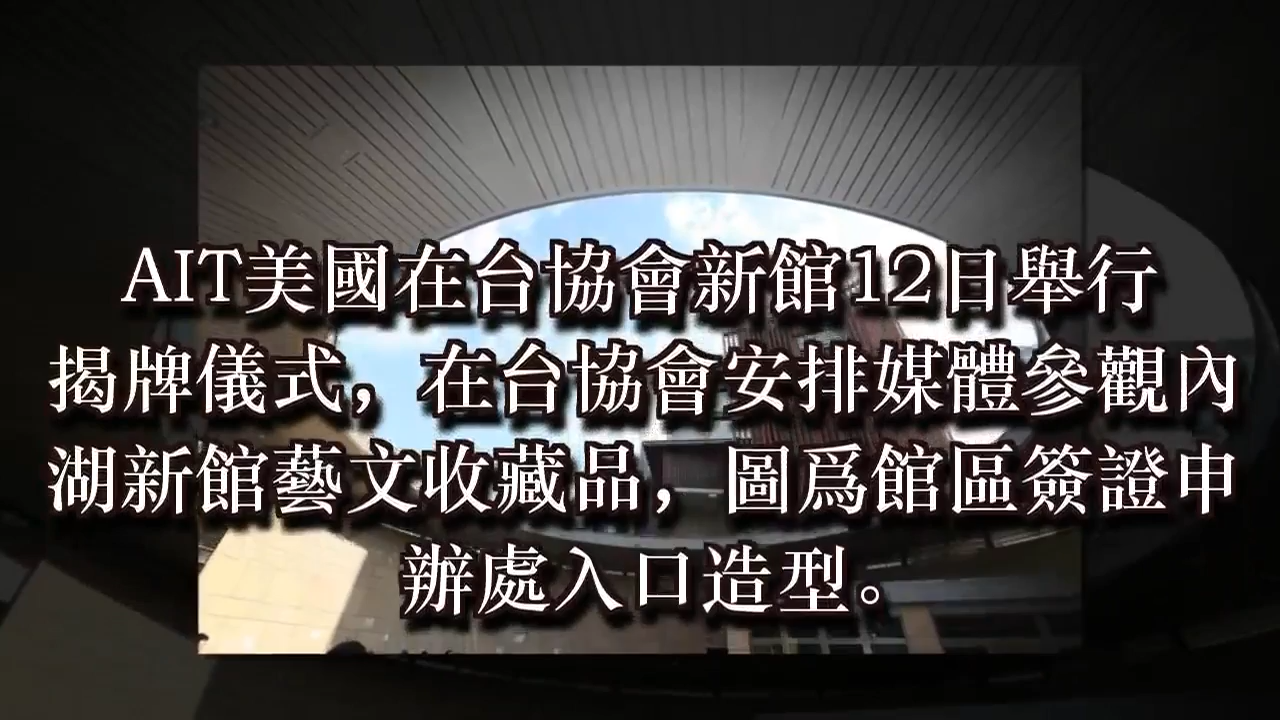 AIT美國在台協會新館12日舉行
揭牌儀式，在台協會安排媒體參觀內
湖新館藝文收藏品，圖爲館區簽證申
辦處入口造型。